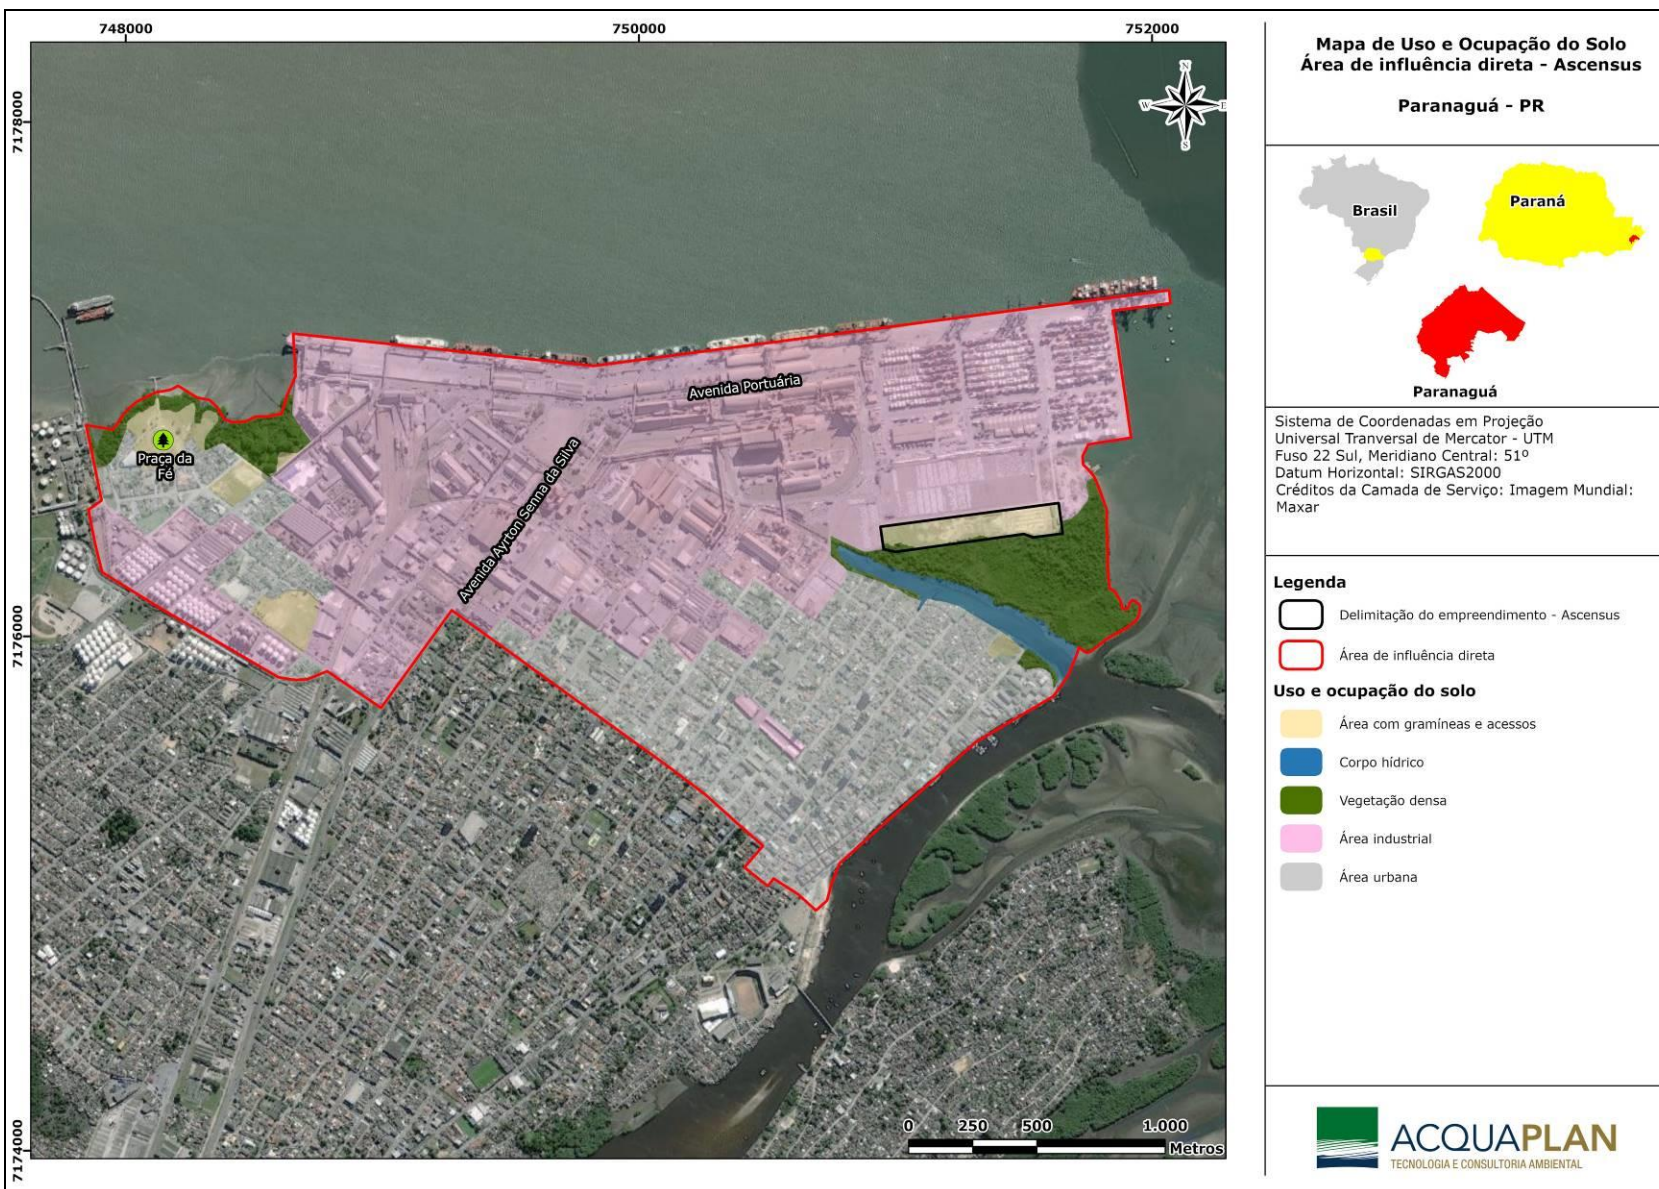 748000
750000
752000
7178000
7176000
7174000
N
W
E
S
Avenida Portuária
Avenida Ayrton Senna da Silva
Praça da
Fé
0
250
500
1.000
Metros
Mapa de Uso e Ocupação do Solo
Área de influência direta - Ascensus
Paranaguá - PR
Brasil
Paraná
Paranaguá
Sistema de Coordenadas em Projeção
Universal Tranversal de Mercator - UTM
Fuso 22 Sul, Meridiano Central: 51º
Datum Horizontal: SIRGAS2000
Créditos da Camada de Serviço: Imagem Mundial:
Maxar
Legenda
Delimitação do empreendimento - Ascensus
Área de influência direta
Uso e ocupação do solo
Área com gramíneas e acessos
Corpo hídrico
Vegetação densa
Área industrial
Área urbana
ACQUAPLAN
TECNOLOGIA E CONSULTORIA AMBIENTAL